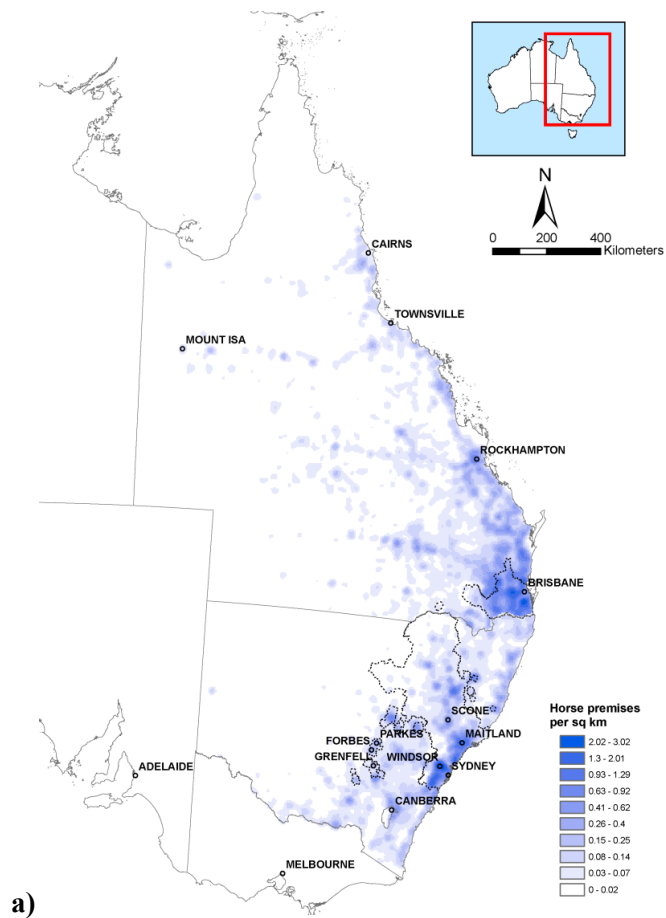 N
0 200 400
Kilometers
CAIRNS
TOWNSVILLE
MOUNT ISA
ROCKHAMPTON
BRISBANE
SCONE
PARKES
FORBES
MAITLAND
GRENFELL
WINDSOR
SYDNEY
ADELAIDE
CANBERRA
MELBOURNE
Horse premises
per sq km
2.02 - 3.02
1.3 - 2.01
0.93 - 1.29
0.63 - 0.92
0.41 - 0.62
0.26 - 0.4
0.15 - 0.25
0.08 - 0.14
0.03 - 0.07
0 - 0.02
a)